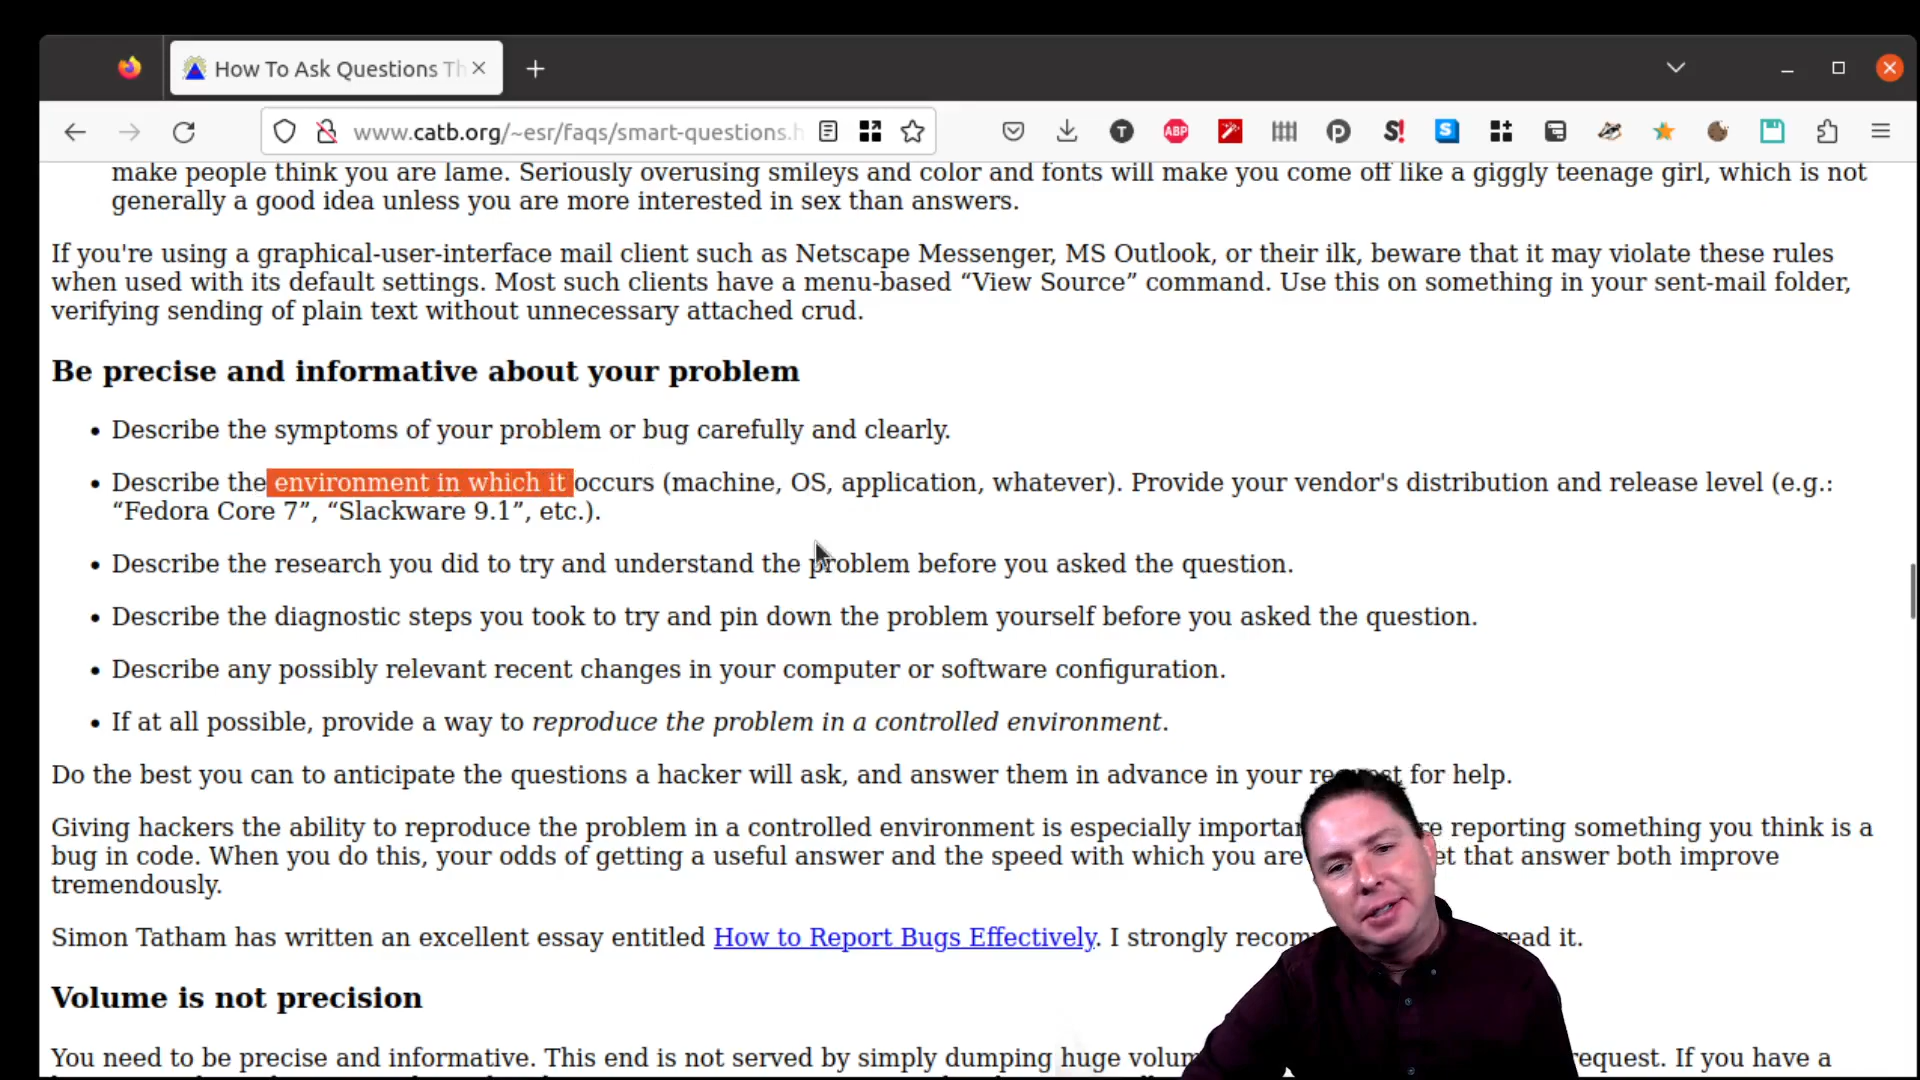 How To Ask Questions Th
www.catb.org/~esr/faqs/smart-questions.h
make people think you are lame. Seriously overusing smileys and color and fonts will make you come off like a giggly teenage girl, which is not
generally a good idea unless you are more interested in sex than answers.
If you're using a graphical-user-interface mail client such as Netscape Messenger, MS Outlook, or their ilk, beware that it may violate these rules
when used with its default settings. Most such clients have a menu-based “View Source” command. Use this on something in your sent-mail folder,
verifying sending of plain text without unnecessary attached crud.
Be precise and informative about your problem
• Describe the symptoms of your problem or bug carefully and clearly.
• Describe the environment in which it occurs (machine, OS, application, whatever). Provide your vendor's distribution and release level (e.g.:
“Fedora Core 7”, “Slackware 9.1”, etc.).
• Describe the research you did to try and understand the problem before you asked the question.
• Describe the diagnostic steps you took to try and pin down the problem yourself before you asked the question.
• Describe any possibly relevant recent changes in your computer or software configuration.
• If at all possible, provide a way to reproduce the problem in a controlled environment.
Do the best you can to anticipate the questions a hacker will ask, and answer them in advance in your request for help.
Giving hackers the ability to reproduce the problem in a controlled environment is especially importan re reporting something you think is a
bug in code. When you do this, your odds of getting a useful answer and the speed with which you are et that answer both improve
tremendously.
Simon Tatham has written an excellent essay entitled How to Report Bugs Effectively. I strongly recom read it.
Volume is not precision
You need to be precise and informative. This end is not served by simply dumping huge volum request. If you have a